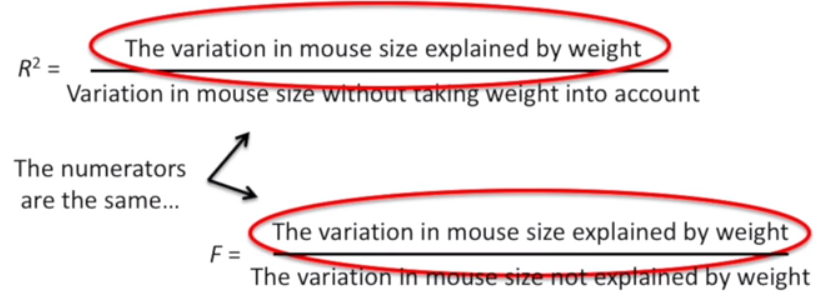 The variation in mouse size explained by weight
R² =
Variation in mouse size without taking weight into account
The numerators
are the same...
The variation in mouse size explained by weight
F =
The variation in mouse size not explained by weight